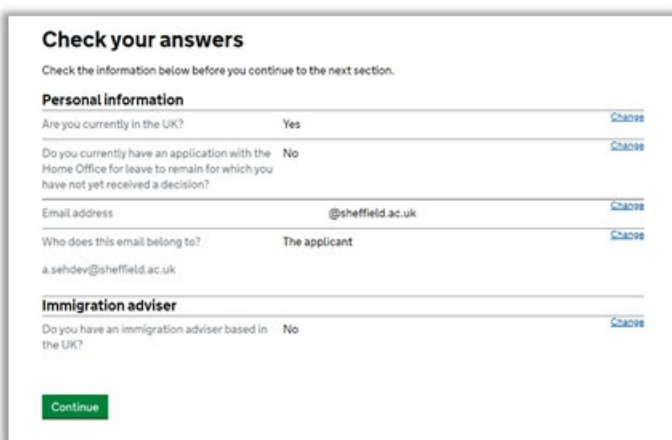 Check your answers
Check the information below before you continue to the next section.
Personal information
Are you currently in the UK? Yes Change
Do you currently have an application with the No Change
Home Office for leave to remain for which you
have not yet received a decision?
Email address @sheffield.ac.uk Change
Who does this email belong to? The applicant Change
a.sehdev@sheffield.ac.uk
Immigration adviser
Do you have an immigration adviser based in No Change
the UK?
Continue